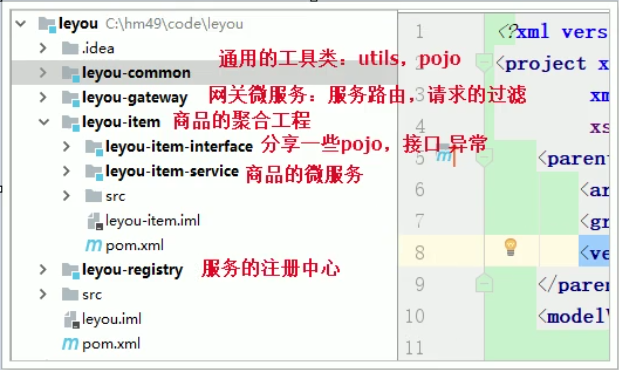 leyou C:\hm49\code\leyou
.idea
leyou-common 通用的工具类：utils，pojo
leyou-gateway 网关微服务：服务路由，请求的过滤
leyou-item 商品的聚合工程
leyou-item-interface 分享一些pojo，接口 异常
leyou-item-service 商品的微服务
src
leyou-item.iml
m pom.xml
leyou-registry 服务的注册中心
src
leyou.iml
m pom.xml
1 <?xml vers
2 <project x
3 xm
4 xs
5 m <parent
6 <ar
7 <gr
8 <ve
9 </paren
10 <modelV
11